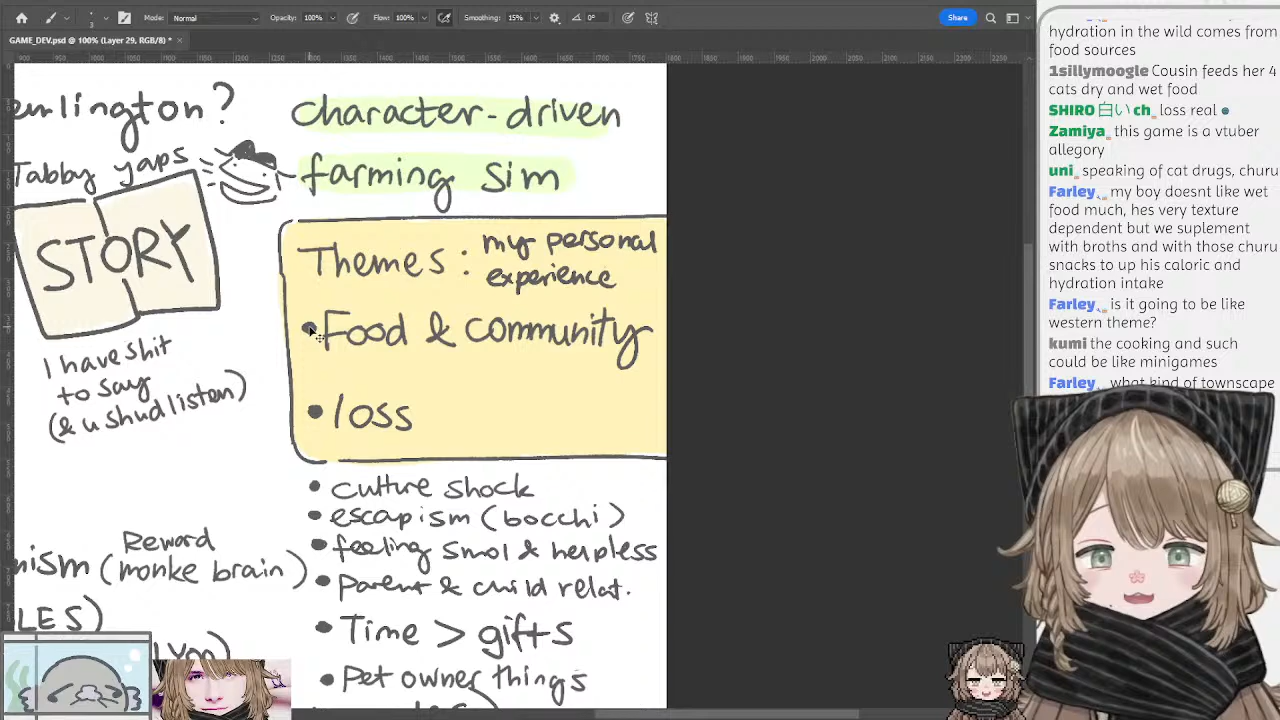 Mode: Normal Opacity: 100% Flow: 100% Smoothing: 15% 0° Share
GAME_DEV.psd @ 100% (Layer 29, RGB/8) *
?
character-driven
farming sim
Tabby yaps
STORY
I have shit
to say
(& u shud listen)
Themes: my personal
experience
• Food & community
• loss
• culture shock
• escapism (bocchi)
• feeling smol & helpless
• Parent & child relat.
• Time > gifts
• Pet owner things
Reward
(monke brain)
hydration in the wild comes from
food sources
1sillymoogle Cousin feeds her 4
cats dry and wet food
SHIRO 白い ch loss real
Zamiya this game is a vtuber
allegory
uni speaking of cat drugs, churu
Farley my boy doesnt like wet
food much, hes very texture
dependent but we suplement
with broths and with those churu
snacks to up his caloric and
hydration intake
Farley is it going to be like
western theme?
kumi the cooking and such
could be like minigames
Farley what kind of townscape